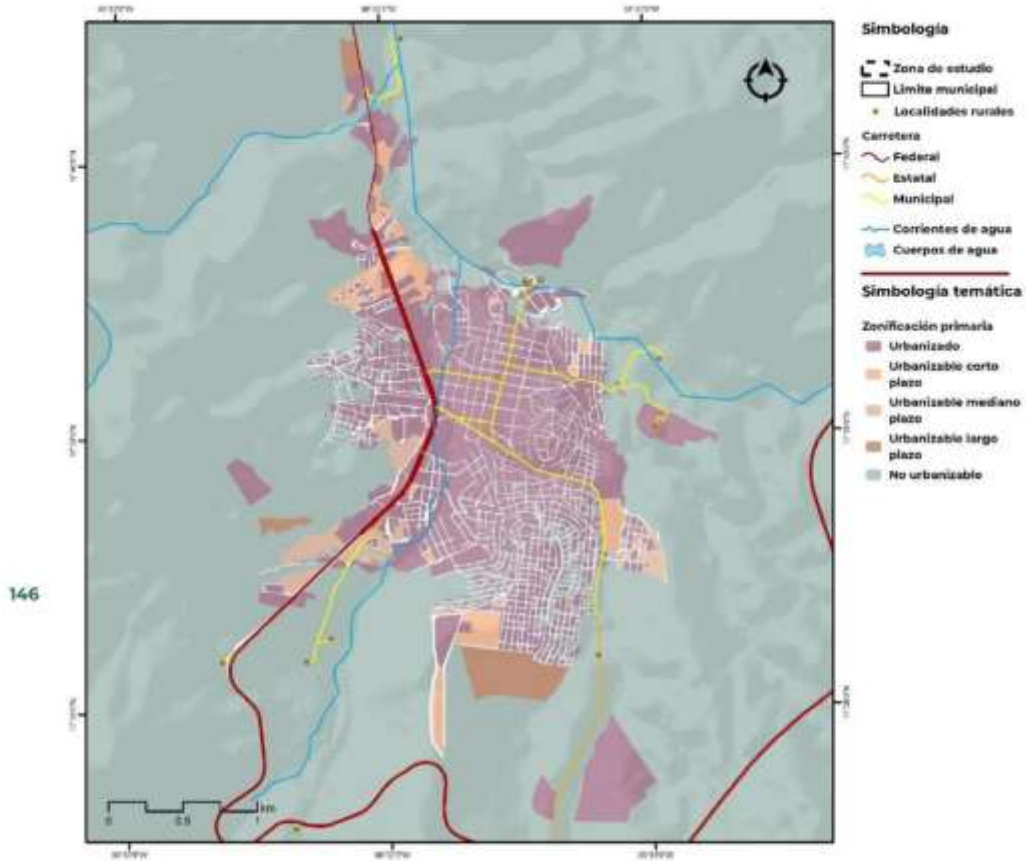 Simbología
Zona de estudio
Límite municipal
Localidades rurales
Carretera
Federal
Estatal
Municipal
Corrientes de agua
Cuerpos de agua
Simbología temática
Zonificación primaria
Urbanizado
Urbanizable corto
plazo
Urbanizable mediano
plazo
Urbanizable largo
plazo
No urbanizable
146
km
0 0.5 1